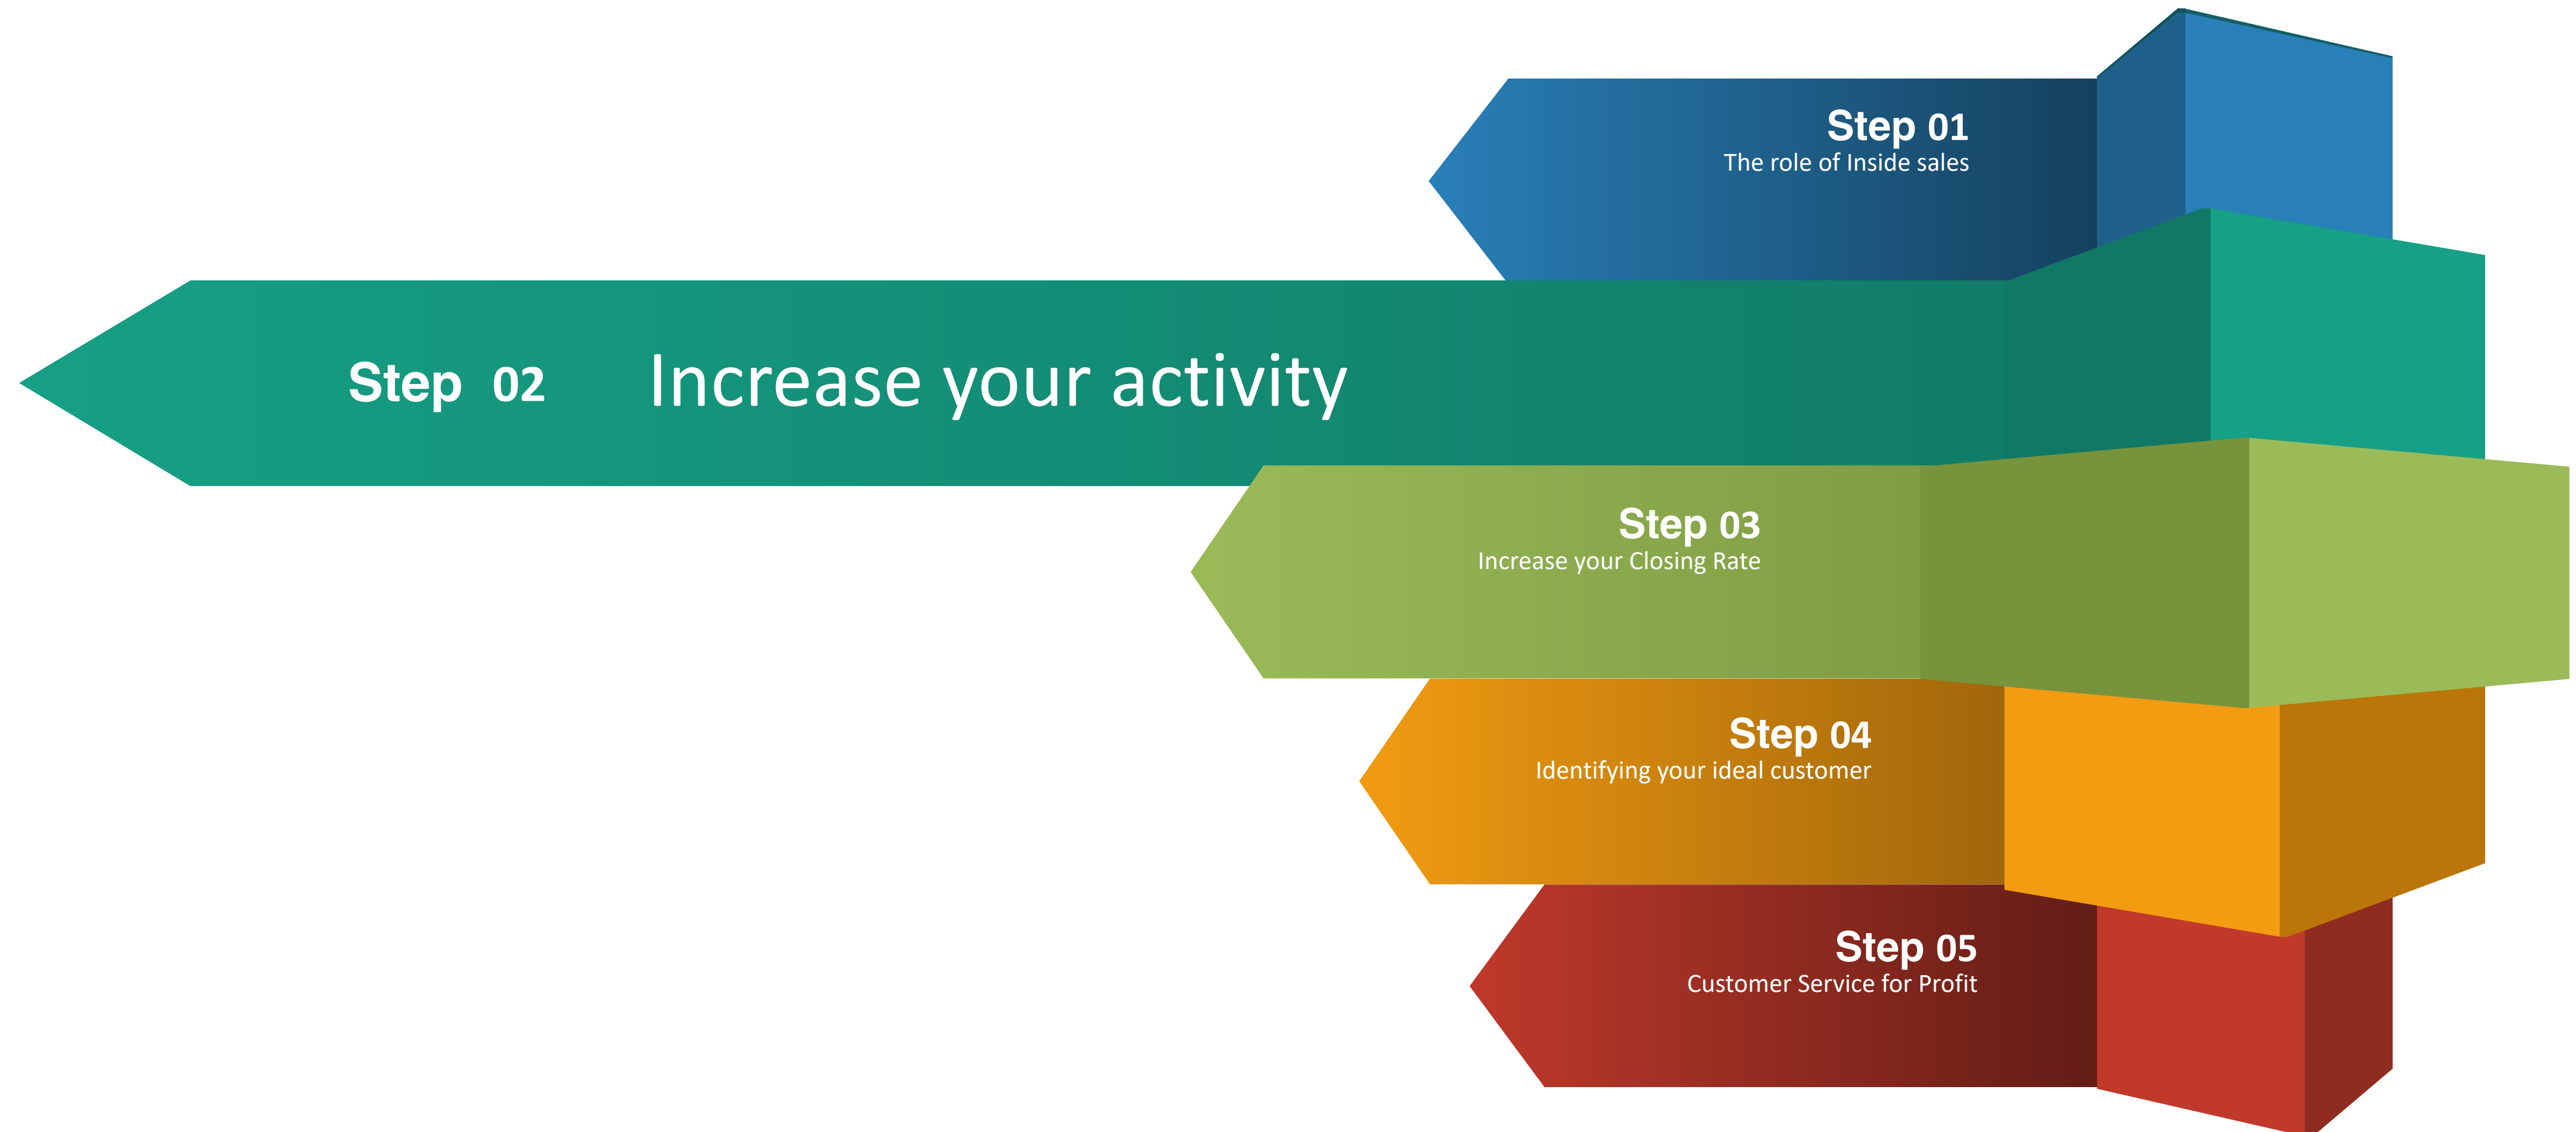 Step 01
The role of Inside sales
Step 02 Increase your activity
Step 03
Increase your Closing Rate
Step 04
Identifying your ideal customer
Step 05
Customer Service for Profit